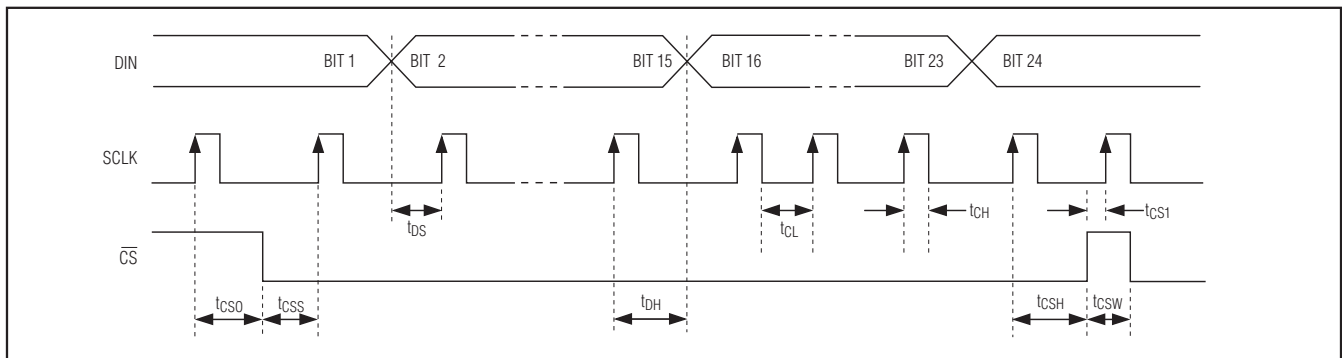 DIN BIT 1 BIT 2 BIT 15 BIT 16 BIT 23 BIT 24
SCLK
tDS tCL tCH tCS1
CS
tCS0 tCSS tDH tCSH tCSW